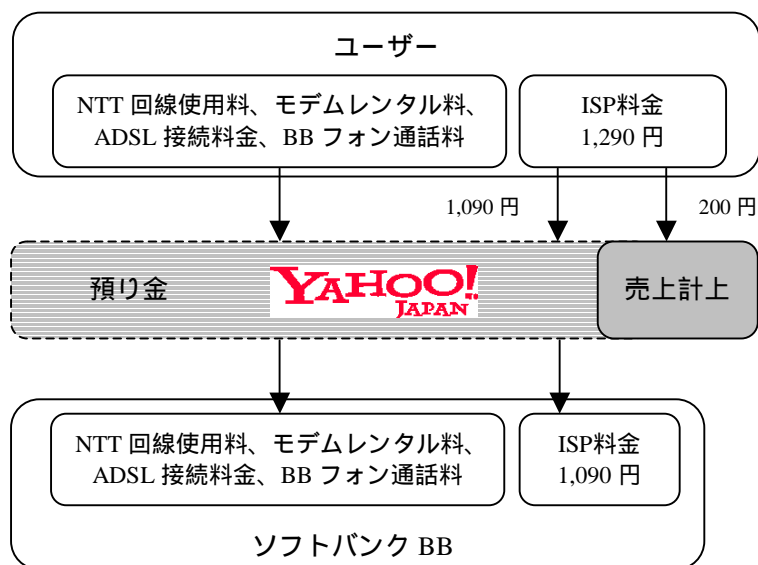 ユーザー
NTT 回線使用料、モデムレンタル料、
ADSL 接続料金、BB フォン通話料
ISP料金
1,290 円
1,090 円
200 円
預り金
YAHOO!
JAPAN
売上計上
NTT 回線使用料、モデムレンタル料、
ADSL 接続料金、BB フォン通話料
ISP料金
1,090 円
ソフトバンク BB